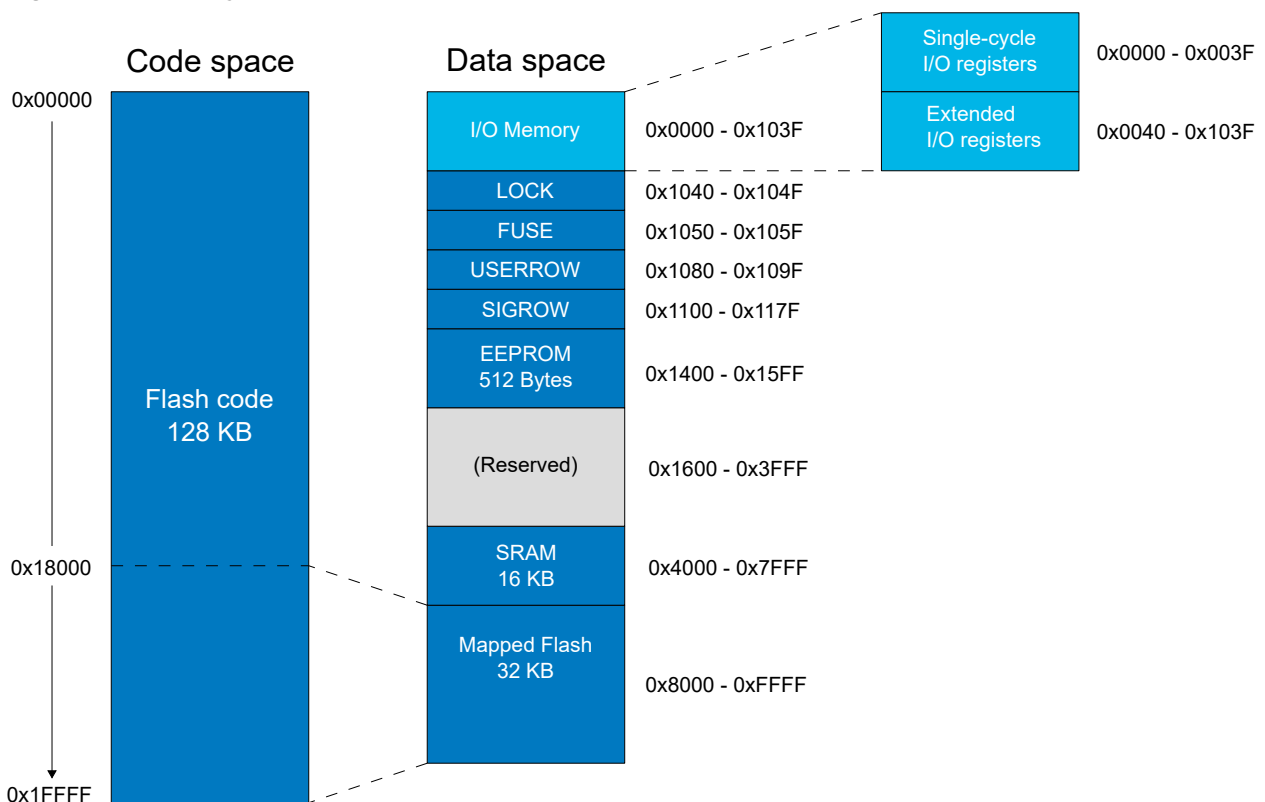 Code space
0x00000
Flash code
128 KB
0x18000
0x1FFFF
Data space
I/O Memory
0x0000 - 0x103F
LOCK
0x1040 - 0x104F
FUSE
0x1050 - 0x105F
USERROW
0x1080 - 0x109F
SIGROW
0x1100 - 0x117F
EEPROM
512 Bytes
0x1400 - 0x15FF
(Reserved)
0x1600 - 0x3FFF
SRAM
16 KB
0x4000 - 0x7FFF
Mapped Flash
32 KB
0x8000 - 0xFFFF
Single-cycle
I/O registers
0x0000 - 0x003F
Extended
I/O registers
0x0040 - 0x103F